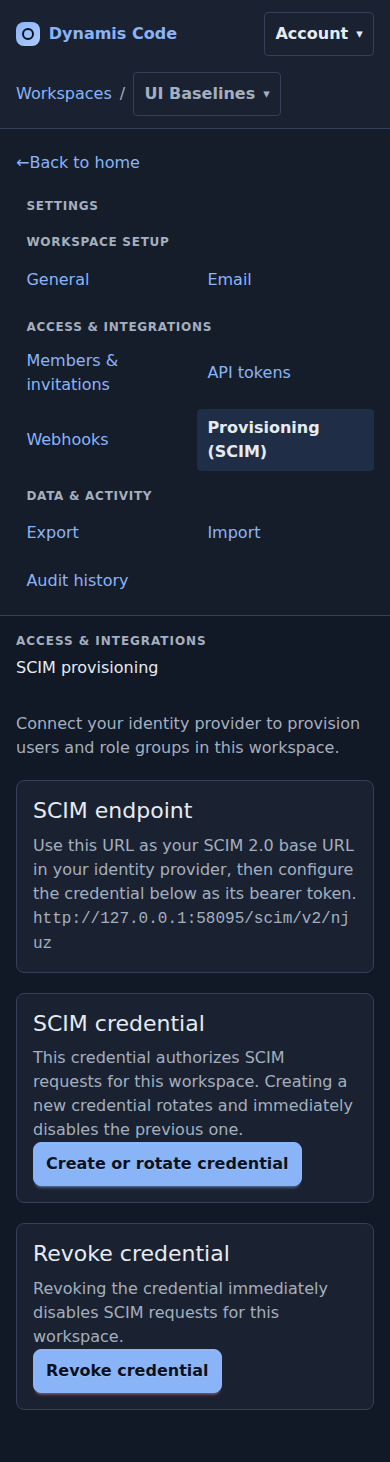 Dynamis Code
Account ▾
Workspaces / UI Baselines ▾
←Back to home
SETTINGS
WORKSPACE SETUP
General
Email
ACCESS & INTEGRATIONS
Members &
invitations
API tokens
Webhooks
Provisioning
(SCIM)
DATA & ACTIVITY
Export
Import
Audit history
ACCESS & INTEGRATIONS
SCIM provisioning
Connect your identity provider to provision
users and role groups in this workspace.
SCIM endpoint
Use this URL as your SCIM 2.0 base URL
in your identity provider, then configure
the credential below as its bearer token.
http://127.0.0.1:58095/scim/v2/nj
uz
SCIM credential
This credential authorizes SCIM
requests for this workspace. Creating a
new credential rotates and immediately
disables the previous one.
Create or rotate credential
Revoke credential
Revoking the credential immediately
disables SCIM requests for this
workspace.
Revoke credential